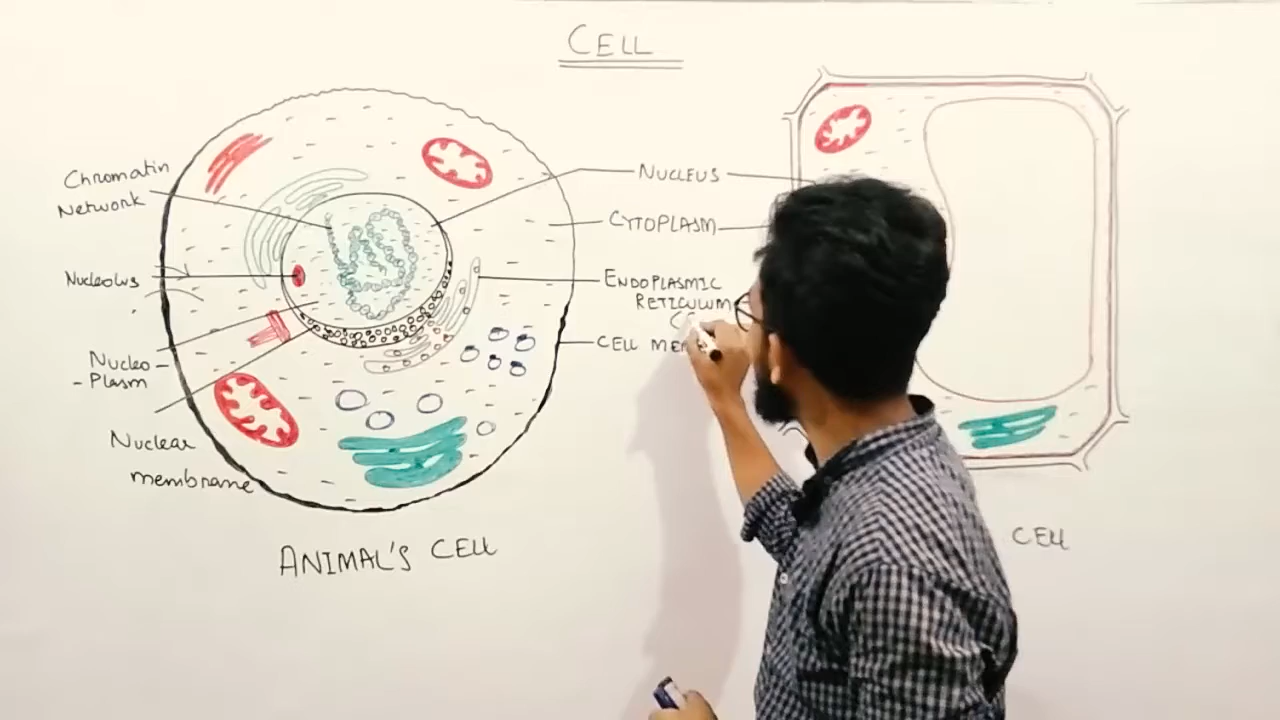 CELL
Chromatin
NETWORK
Nucleolus
Nucleo-
-Plasm
Nuclear
membrane
NUCLEUS
CYTOPLASM
ENDOPLASMIC
RETICULUM
CELL
ANIMAL'S CELL
CELL